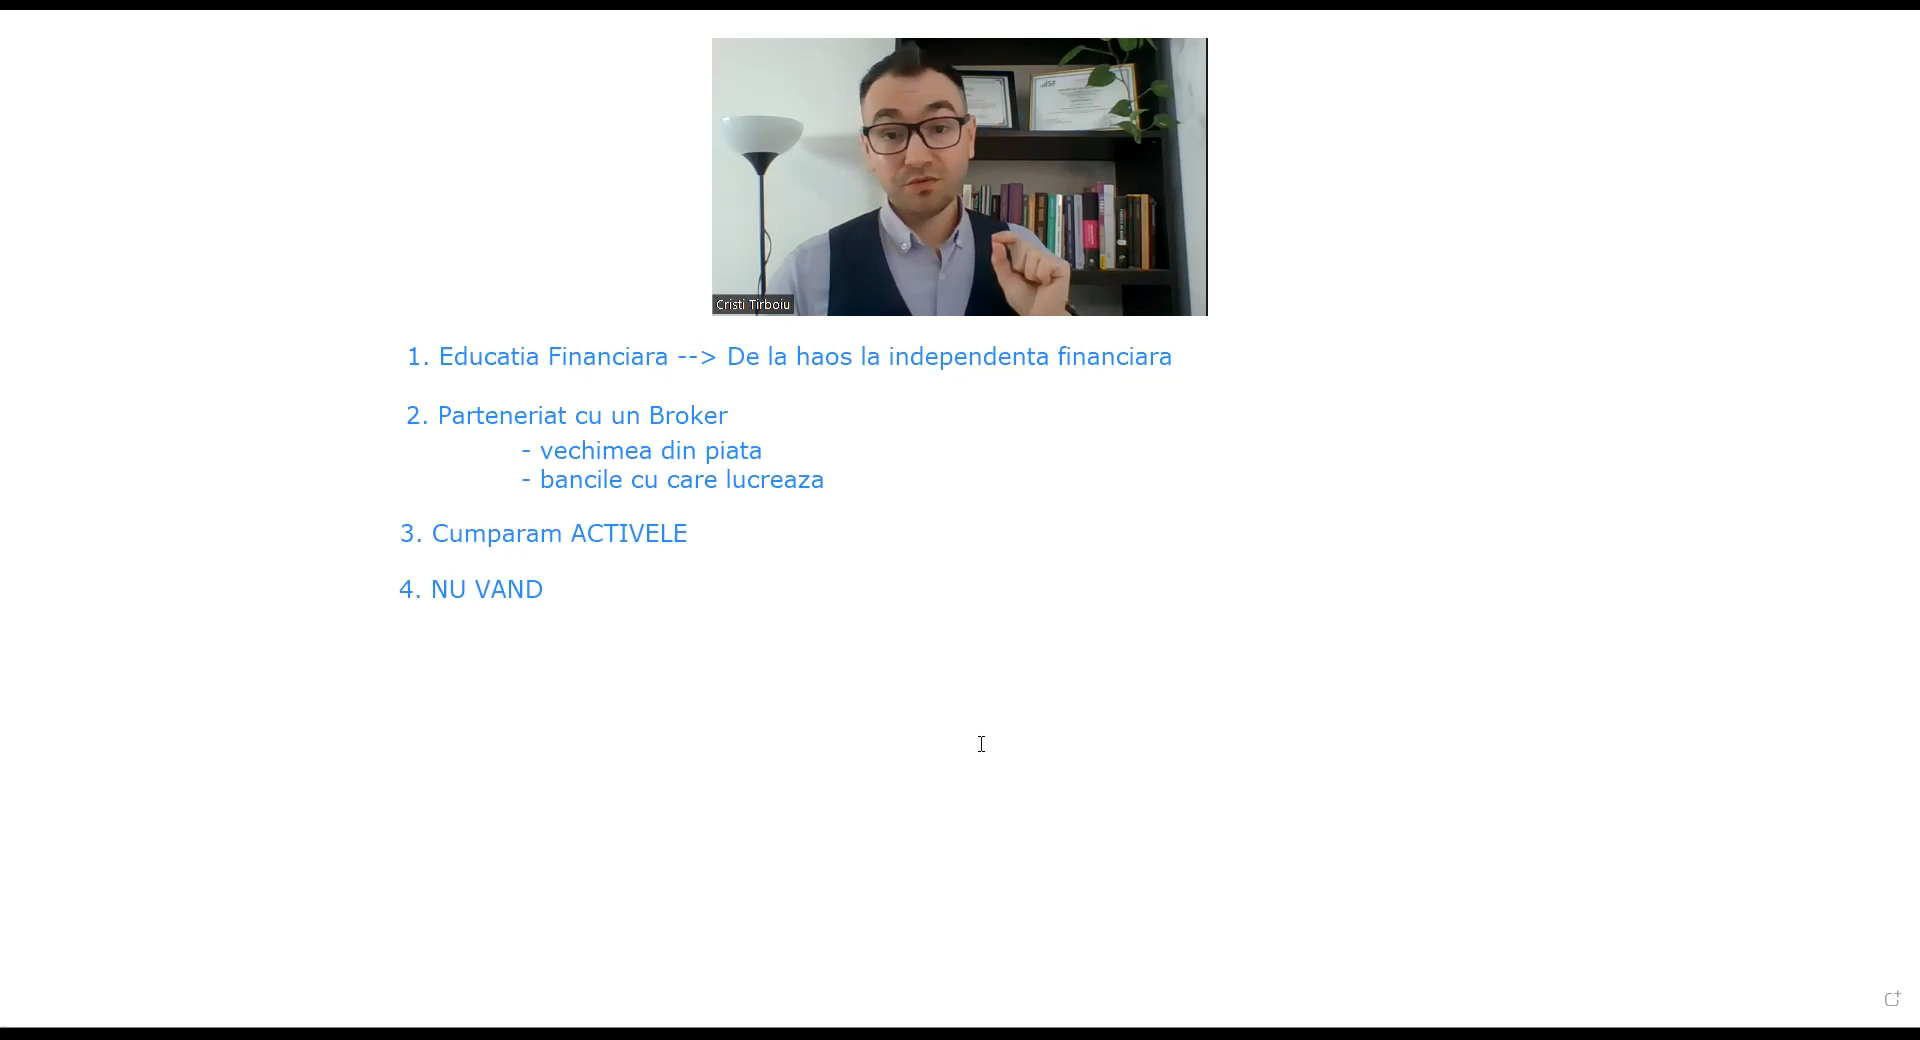 Cristi Tirboiu
1. Educatia Financiara --> De la haos la independenta financiara
2. Parteneriat cu un Broker
- vechimea din piata
- bancile cu care lucreaza
3. Cumparam ACTIVELE
4. NU VAND